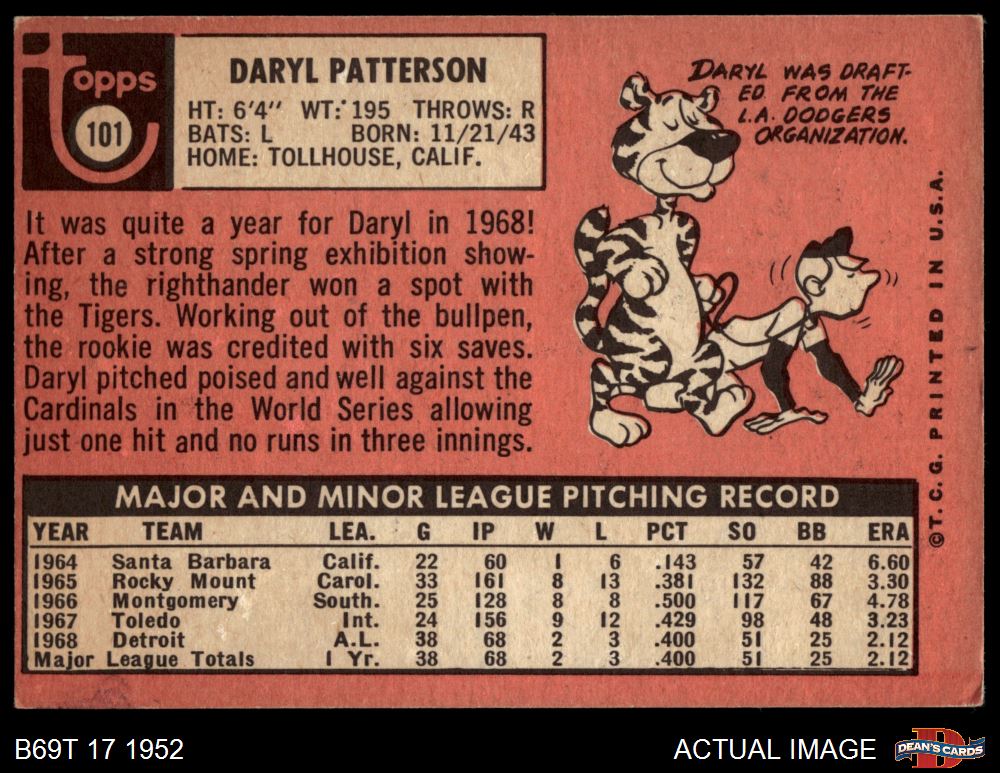 topps
101
DARYL PATTERSON
HT: 6'4" WT: 195 THROWS: R
BATS: L BORN: 11/21/43
HOME: TOLLHOUSE, CALIF.
DARYL WAS DRAFT-
ED FROM THE
L.A. DODGERS
ORGANIZATION.
It was quite a year for Daryl in 1968!
After a strong spring exhibition show-
ing, the righthander won a spot with
the Tigers. Working out of the bullpen,
the rookie was credited with six saves.
Daryl pitched poised and well against the
Cardinals in the World Series allowing
just one hit and no runs in three innings.
©T. C. G. PRINTED IN U.S.A.
MAJOR AND MINOR LEAGUE PITCHING RECORD
YEAR TEAM LEA. G IP W L PCT SO BB ERA
1964 Santa Barbara Calif. 22 60 1 6 .143 57 42 6.60
1965 Rocky Mount Carol. 33 161 8 13 .381 132 88 3.30
1966 Montgomery South. 25 128 8 8 .500 117 67 4.78
1967 Toledo Int. 24 156 9 12 .429 98 48 3.23
1968 Detroit A.L. 38 68 2 3 .400 51 25 2.12
Major League Totals 1 Yr. 38 68 2 3 .400 51 25 2.12
B69T 17 1952
ACTUAL IMAGE
D
DEAN'S CARDS